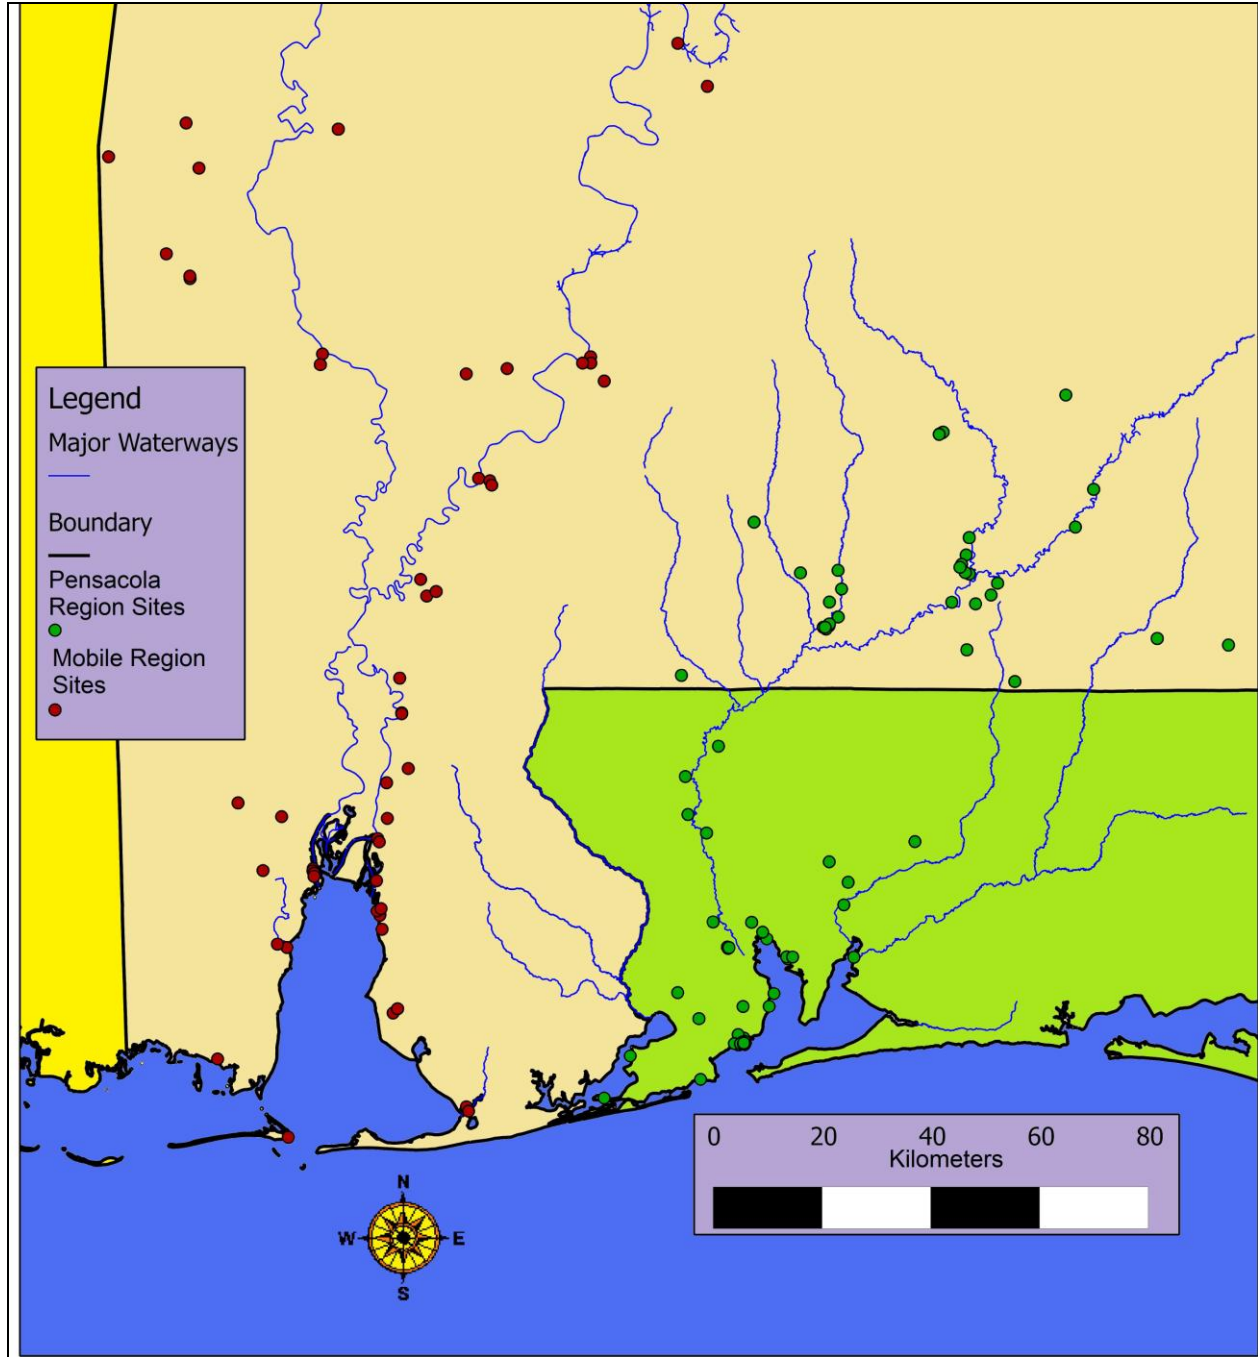 Legend
Major Waterways
Boundary
Pensacola
Region Sites
Mobile Region
Sites
0 20 40 60 80
Kilometers
N
W E
S